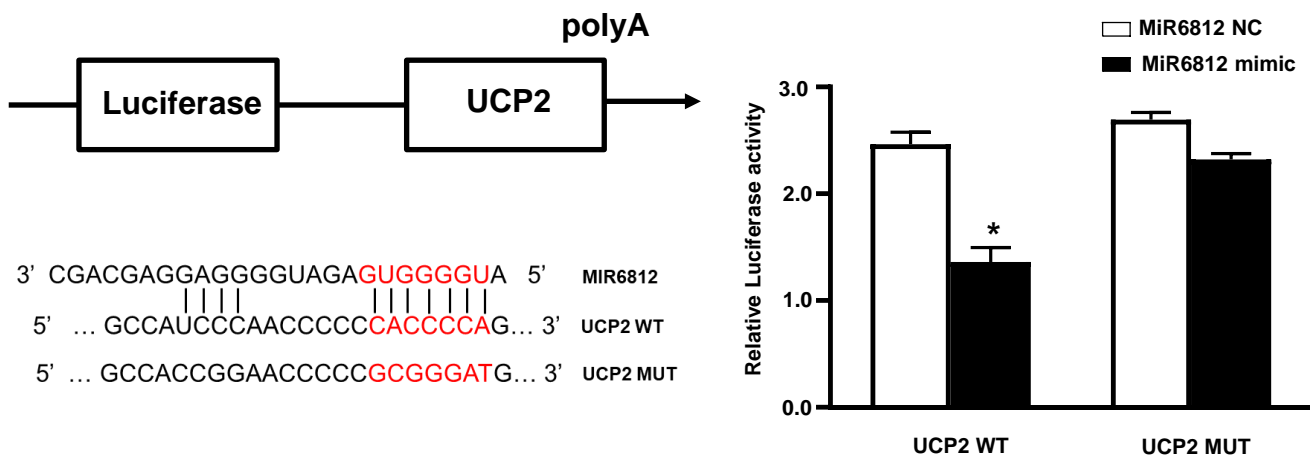 polyA
Luciferase
UCP2
3’ CGACGAGGAGGGGUAGAGUGGGGUA 5’ MIR6812
5’ ... GCCAUCCCAACCCCCCACCCCAG... 3’ UCP2 WT
5’ ... GCCACCGGAACCCCCGCGGGATG... 3’ UCP2 MUT
MiR6812 NC
MiR6812 mimic
Relative Luciferase activity
3.0
2.0
1.0
0.0
*
UCP2 WT
UCP2 MUT